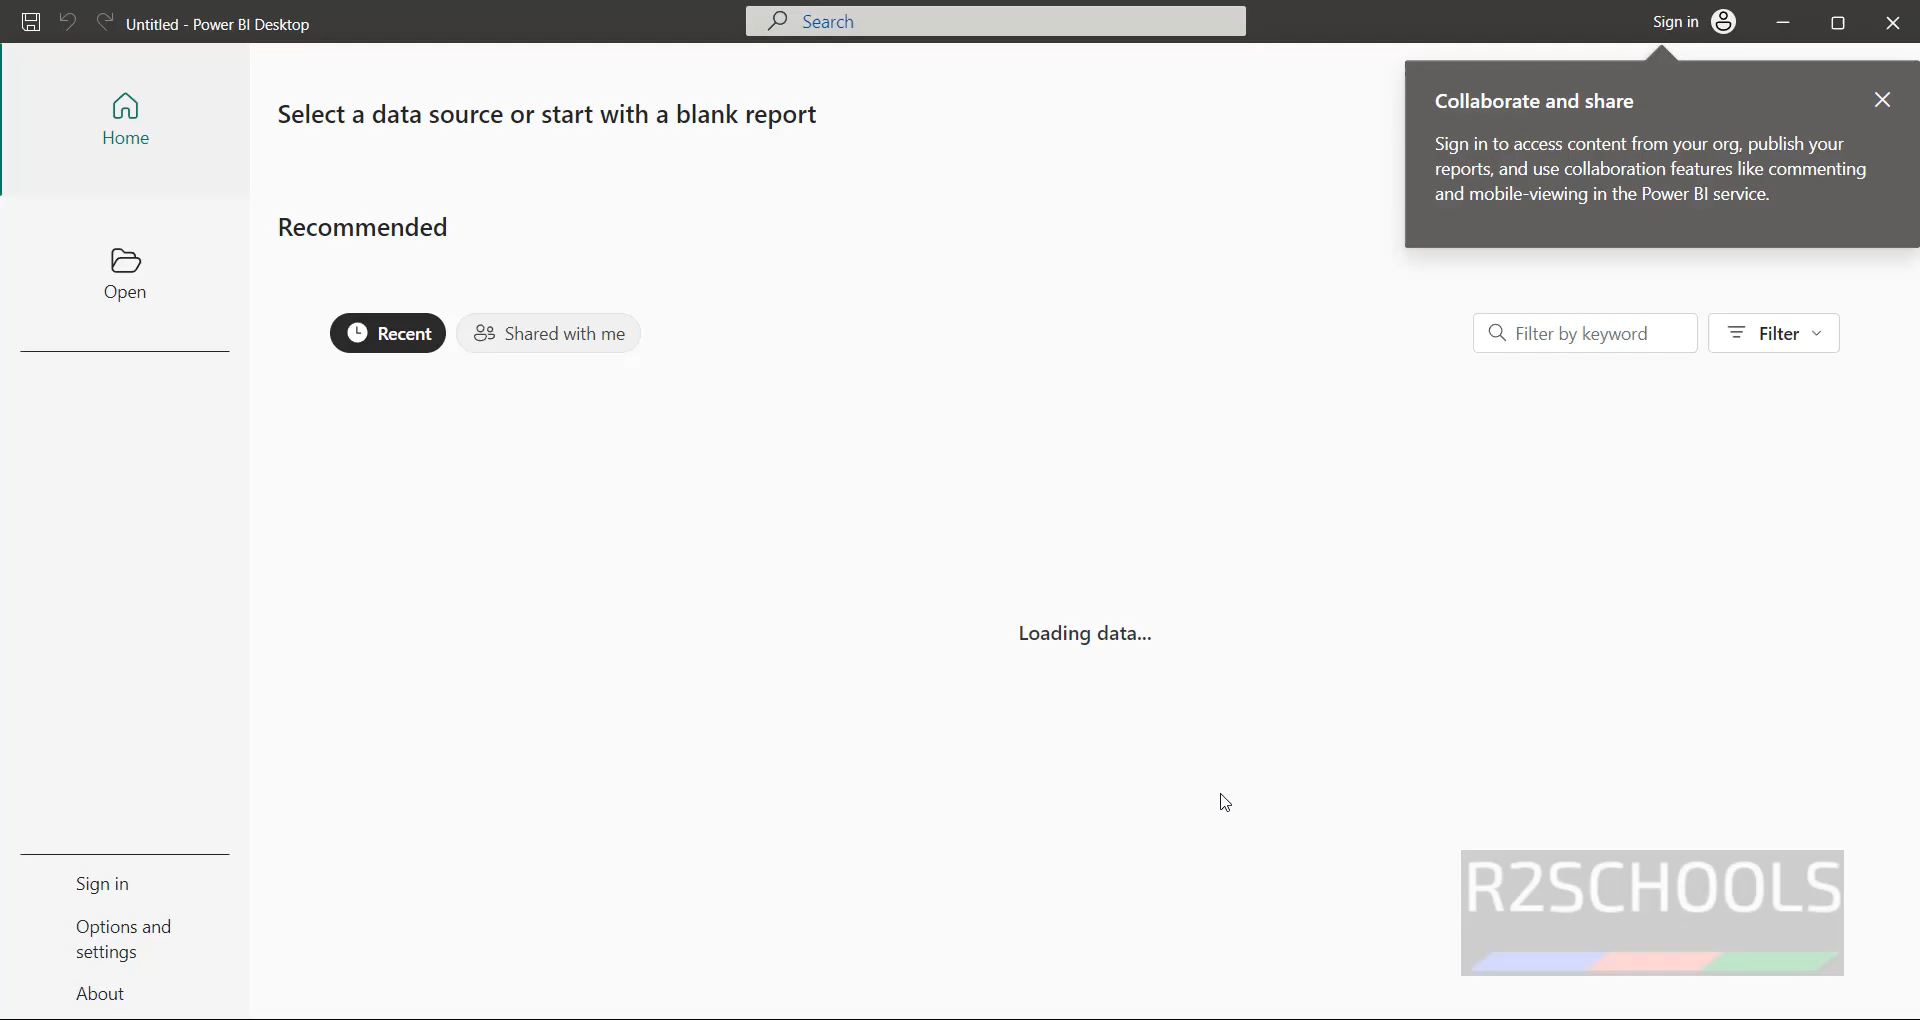 Untitled - Power BI Desktop
Search
Sign in
Home
Open
Sign in
Options and
settings
About
Select a data source or start with a blank report
Recommended
Recent
Shared with me
Filter by keyword
Filter
Loading data...
Collaborate and share
Sign in to access content from your org, publish your
reports, and use collaboration features like commenting
and mobile-viewing in the Power BI service.
R2SCHOOLS